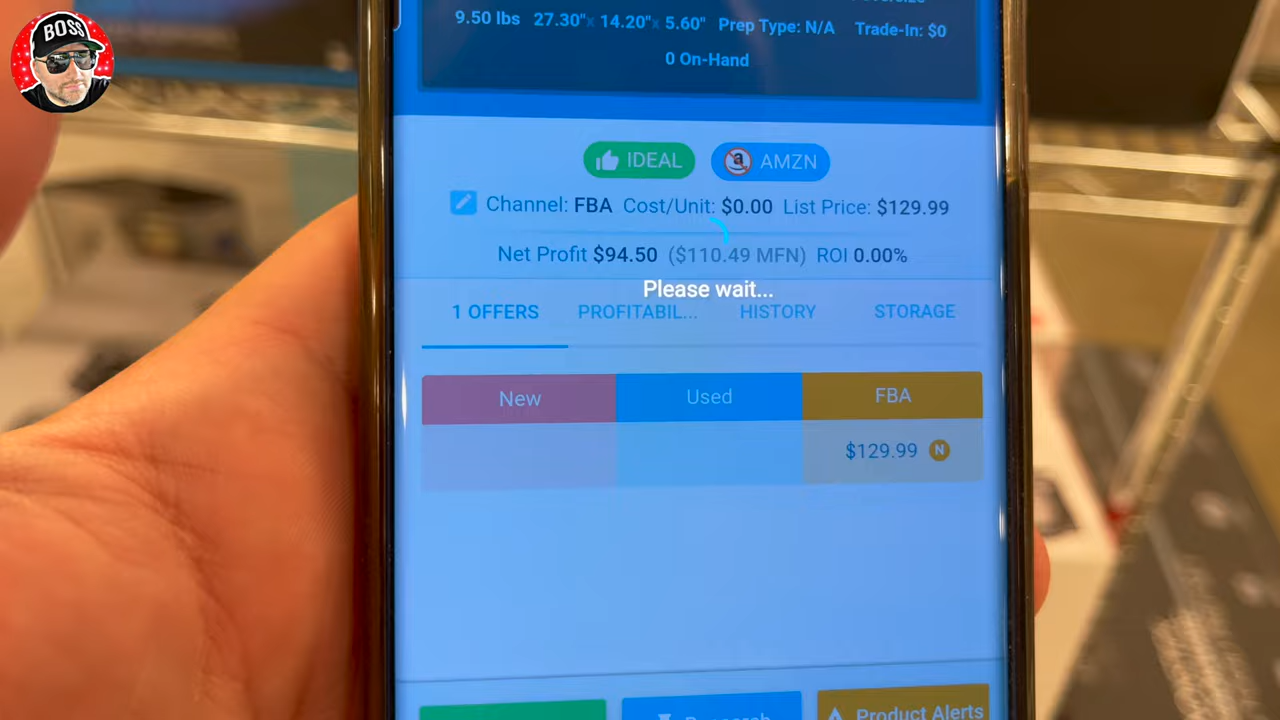 BOSS
9.50 lbs 27.30"x 14.20"x 5.60" Prep Type: N/A Trade-In: $0
0 On-Hand
IDEAL AMZN
Channel: FBA Cost/Unit: $0.00 List Price: $129.99
Net Profit $94.50 ($110.49 MFN) ROI 0.00%
Please wait...
1 OFFERS PROFITABIL... HISTORY STORAGE
New Used FBA
$129.99 N
Research Product Alerts